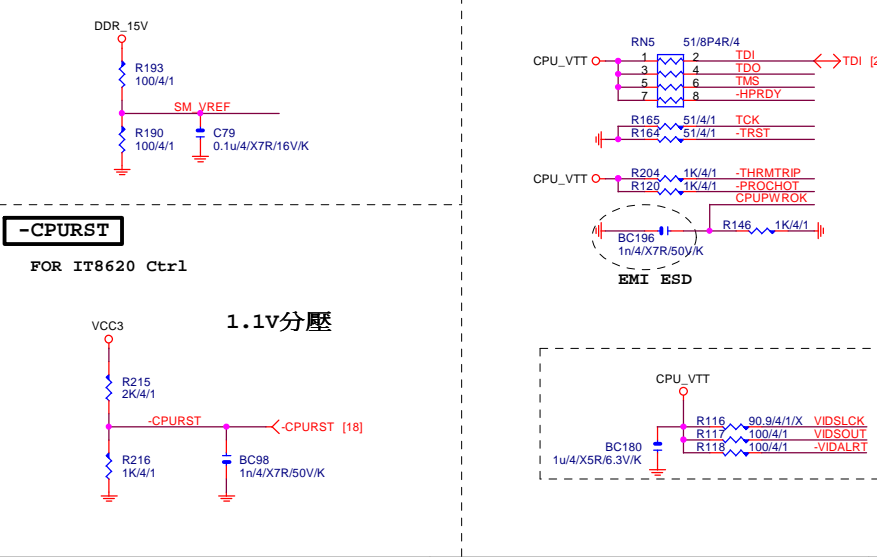 DDR_15V
R193
100/4/1
SM_VREF
R190
100/4/1
C79
0.1u/4/X7R/16V/K
-CPURST
FOR IT8620 Ctrl
1.1V分壓
VCC3
R215
2K/4/1
-CPURST
-CPURST [18]
R216
1K/4/1
BC98
1n/4/X7R/50V/K
RN5 51/8P4R/4
CPU_VTT 1 2 TDI TDI [2
3 4 TDO
5 6 TMS
7 8 -HPRDY
R165 51/4/1 TCK
R164 51/4/1 -TRST
CPU_VTT R204 1K/4/1 -THRMTRIP
R120 1K/4/1 -PROCHOT
CPUPWROK
R146 1K/4/1
BC196
1n/4/X7R/50V/K
EMI ESD
CPU_VTT
R116 90.9/4/1/X VIDSLCK
R117 100/4/1 VIDSOUT
R118 100/4/1 -VIDALRT
BC180
1u/4/X5R/6.3V/K